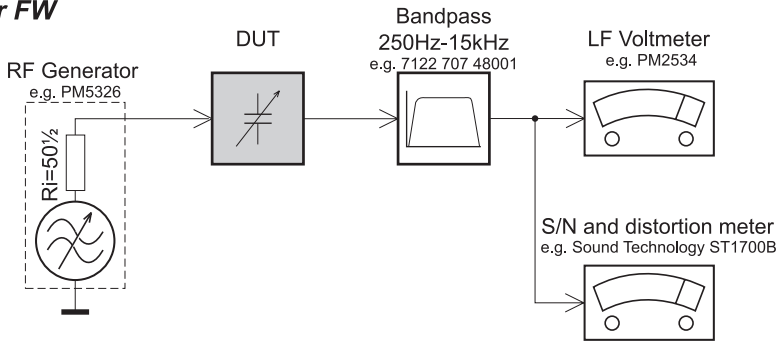 r FW
Bandpass
250Hz-15kHz
e.g. 7122 707 48001
DUT
LF Voltmeter
e.g. PM2534
RF Generator
e.g. PM5326
Ri=50½
S/N and distortion meter
e.g. Sound Technology ST1700B